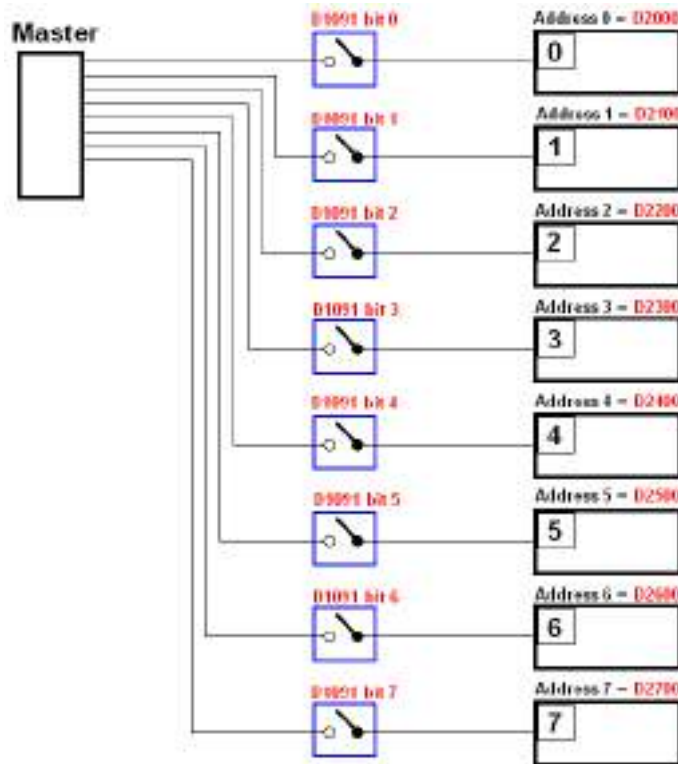 Master
D1091 bit 0
Address 0 = D2000
0
D1091 bit 1
Address 1 = D2100
1
D1091 bit 2
Address 2 = D2200
2
D1091 bit 3
Address 3 = D2300
3
D1091 bit 4
Address 4 = D2400
4
D1091 bit 5
Address 5 = D2500
5
D1091 bit 6
Address 6 = D2600
6
D1091 bit 7
Address 7 = D2700
7